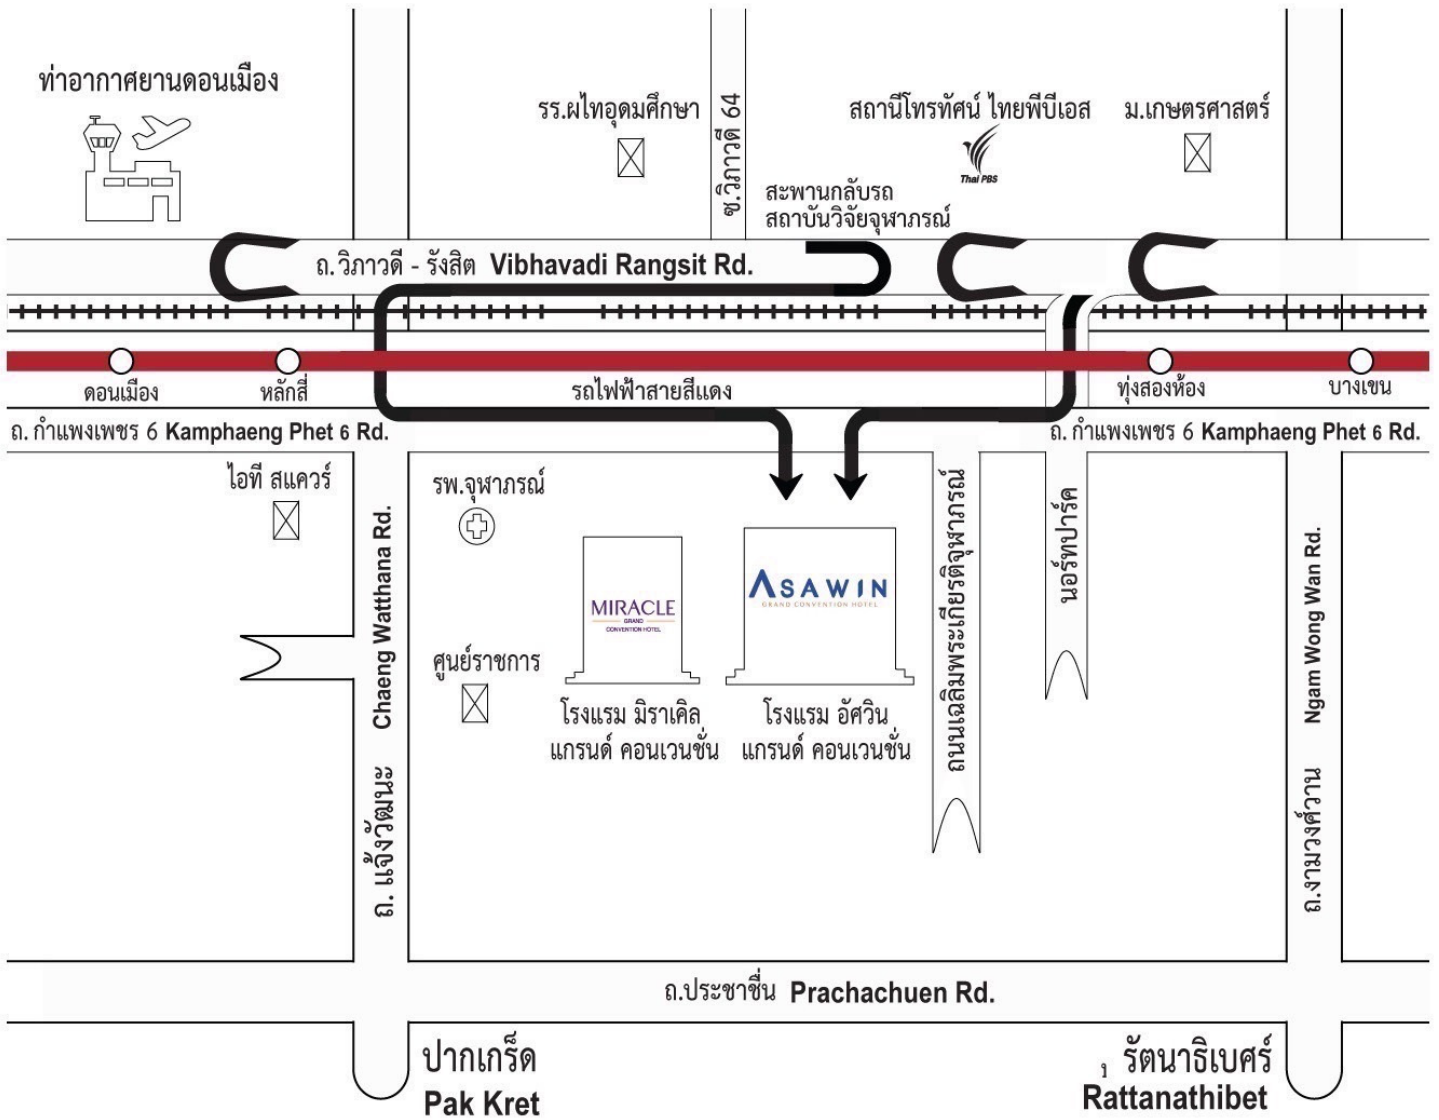 ท่าอากาศยานดอนเมือง
รร.ผไทอุดมศึกษา
ซ.วิภาวดี 64
สถานีโทรทัศน์ ไทยพีบีเอส
Thai PBS
ม.เกษตรศาสตร์
สะพานกลับรถ
สถาบันวิจัยจุฬาภรณ์
ถ.วิภาวดี - รังสิต Vibhavadi Rangsit Rd.
ดอนเมือง
หลักสี่
รถไฟฟ้าสายสีแดง
ทุ่งสองห้อง
บางเขน
ถ. กำแพงเพชร 6 Kamphaeng Phet 6 Rd.
ถ. กำแพงเพชร 6 Kamphaeng Phet 6 Rd.
ไอที สแควร์
รพ.จุฬาภรณ์
ถ. แจ้งวัฒนะ Chaeng Watthana Rd.
MIRACLE
GRAND
CONVENTION HOTEL
ASAWIN
GRAND CONVENTION HOTEL
ถนนเฉลิมพระเกียรติจุฬาภรณ์
นอร์ทปาร์ค
ถ.งามวงศ์วาน Ngam Wong Wan Rd.
ศูนย์ราชการ
โรงแรม มิราเคิล
แกรนด์ คอนเวนชั่น
โรงแรม อัศวิน
แกรนด์ คอนเวนชั่น
ถ.ประชาชื่น Prachachuen Rd.
ปากเกร็ด
Pak Kret
รัตนาธิเบศร์
Rattanathibet